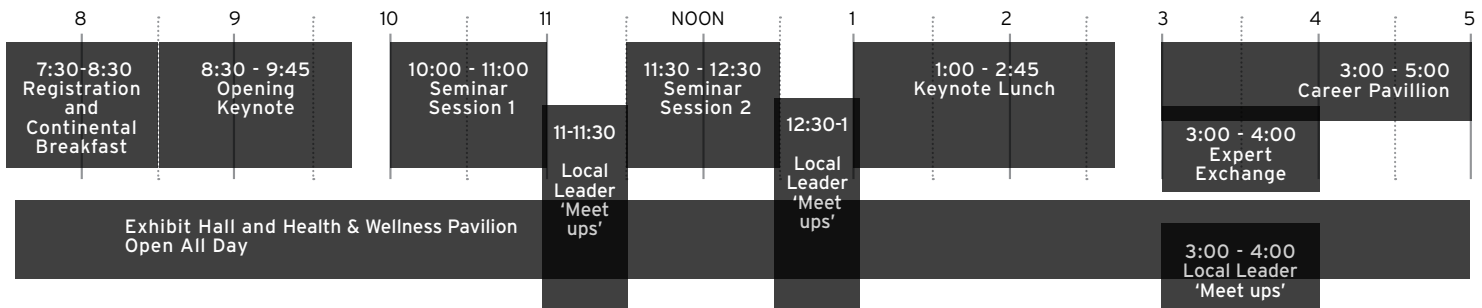 8 9 10 11 NOON 1 2 3 4 5
7:30-8:30
Registration
and
Continental
Breakfast
8:30 - 9:45
Opening
Keynote
10:00 - 11:00
Seminar
Session 1
11-11:30
Local
Leader
‘Meet
ups’
11:30 - 12:30
Seminar
Session 2
12:30-1
Local
Leader
‘Meet
ups’
1:00 - 2:45
Keynote Lunch
3:00 - 5:00
Career Pavillion
3:00 - 4:00
Expert
Exchange
Exhibit Hall and Health & Wellness Pavilion
Open All Day
3:00 - 4:00
Local Leader
‘Meet ups’